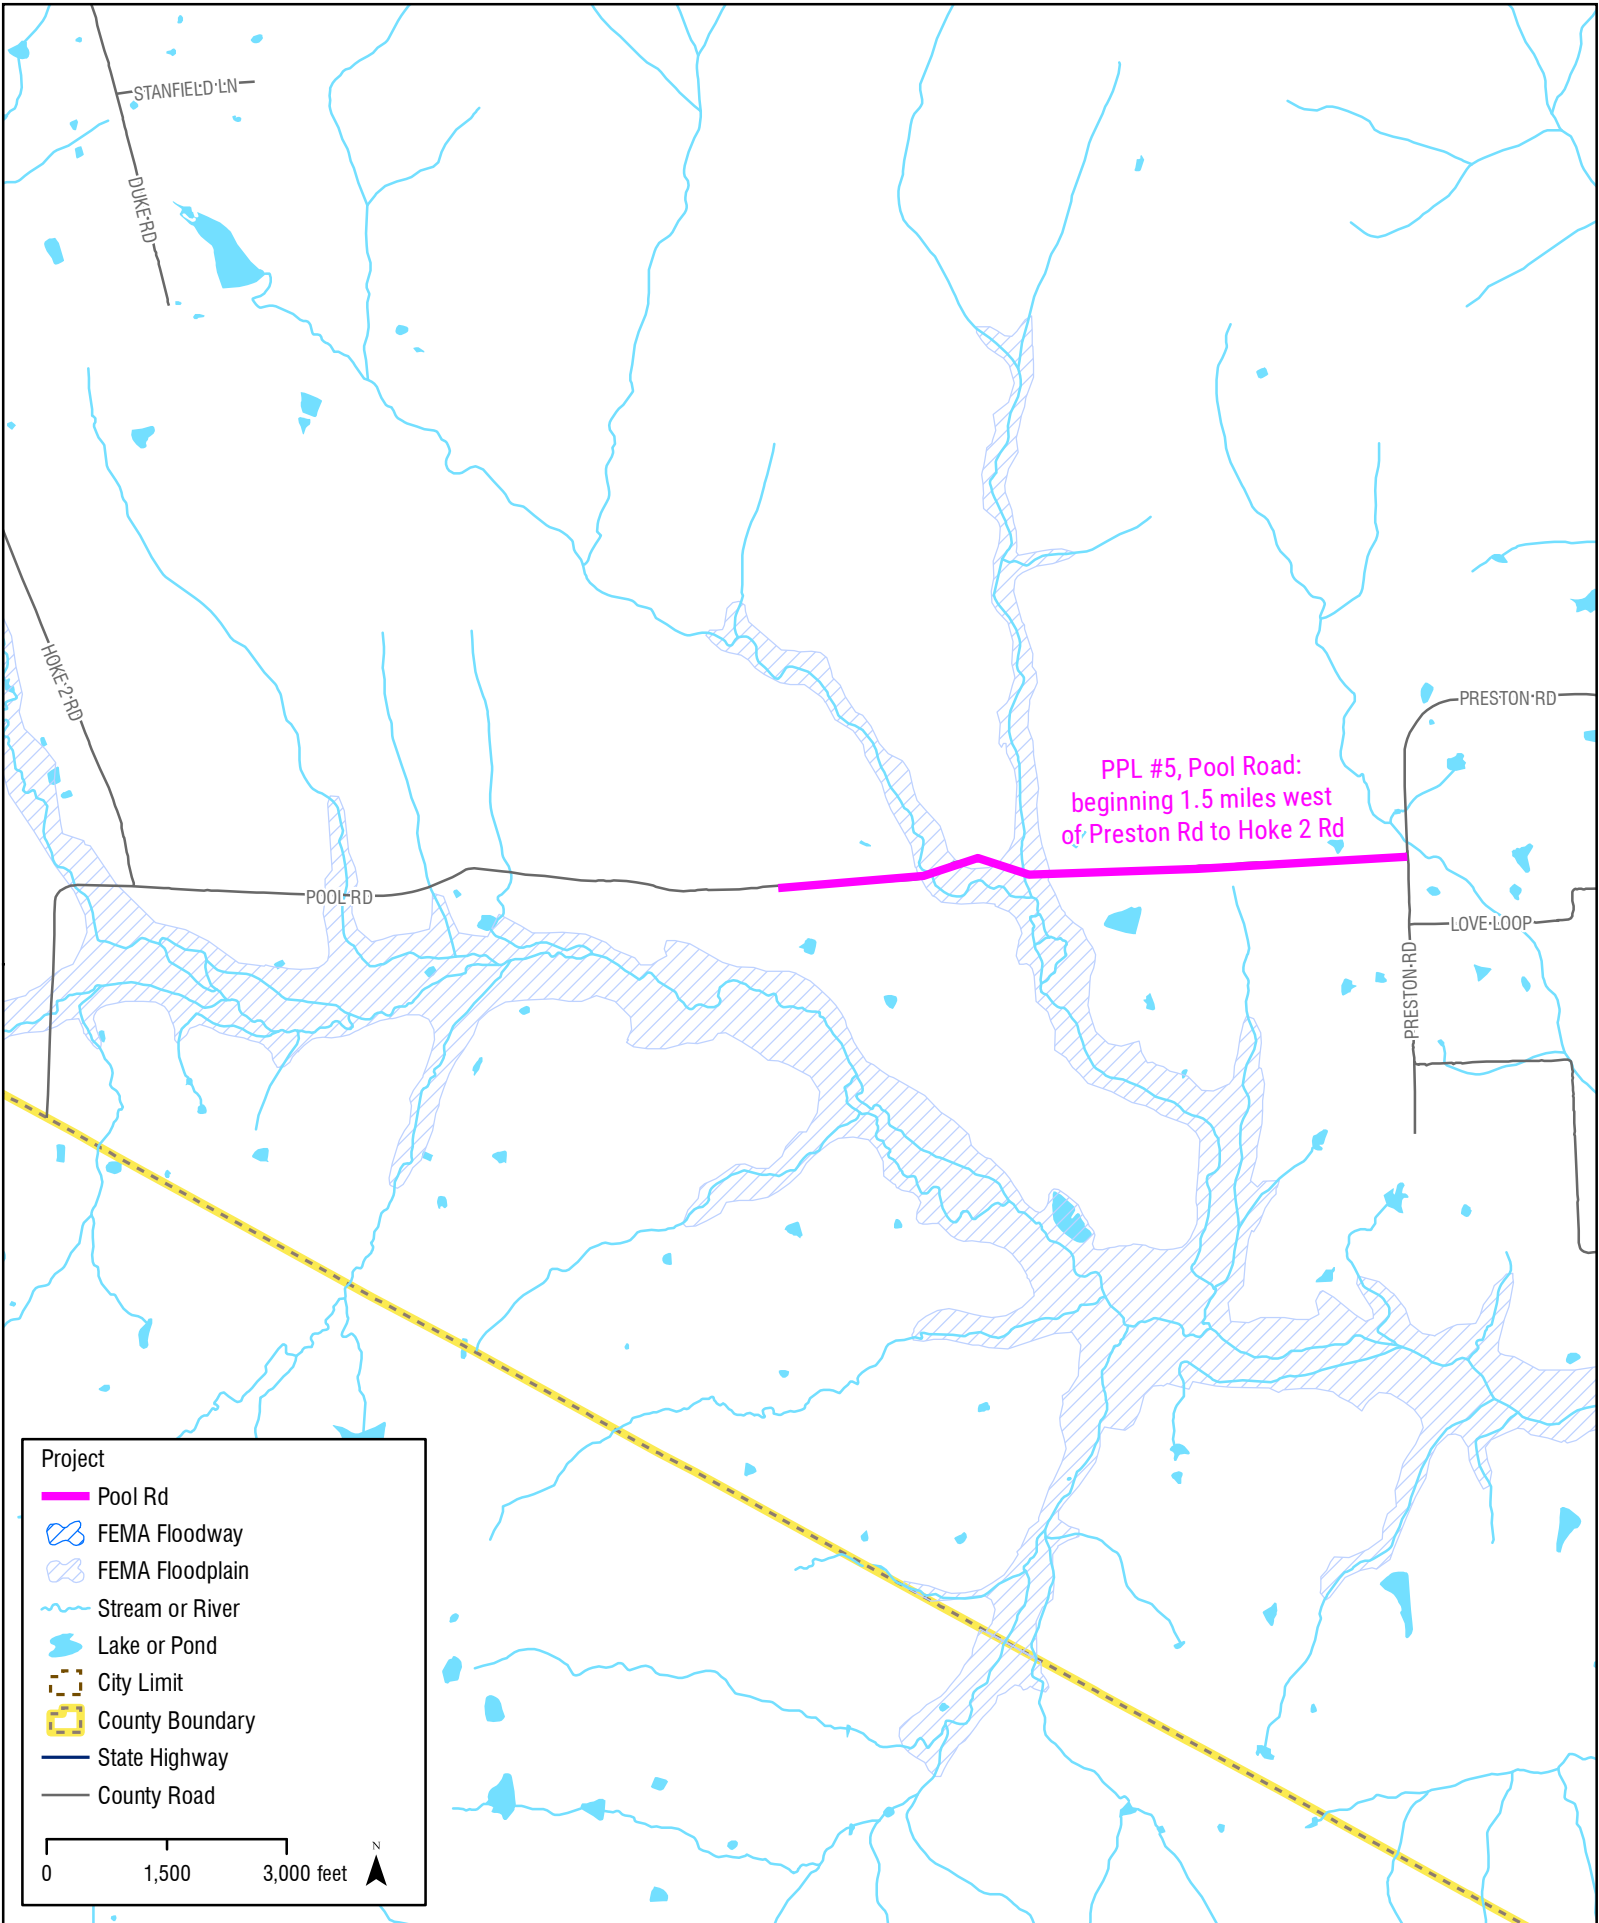 STANFIELD LN
DUKE RD
HOKE 2 RD
PRESTON RD
PPL #5, Pool Road:
beginning 1.5 miles west
of Preston Rd to Hoke 2 Rd
POOL RD
LOVE LOOP
PRESTON RD
Project
Pool Rd
FEMA Floodway
FEMA Floodplain
Stream or River
Lake or Pond
City Limit
County Boundary
State Highway
County Road
N
0 1,500 3,000 feet